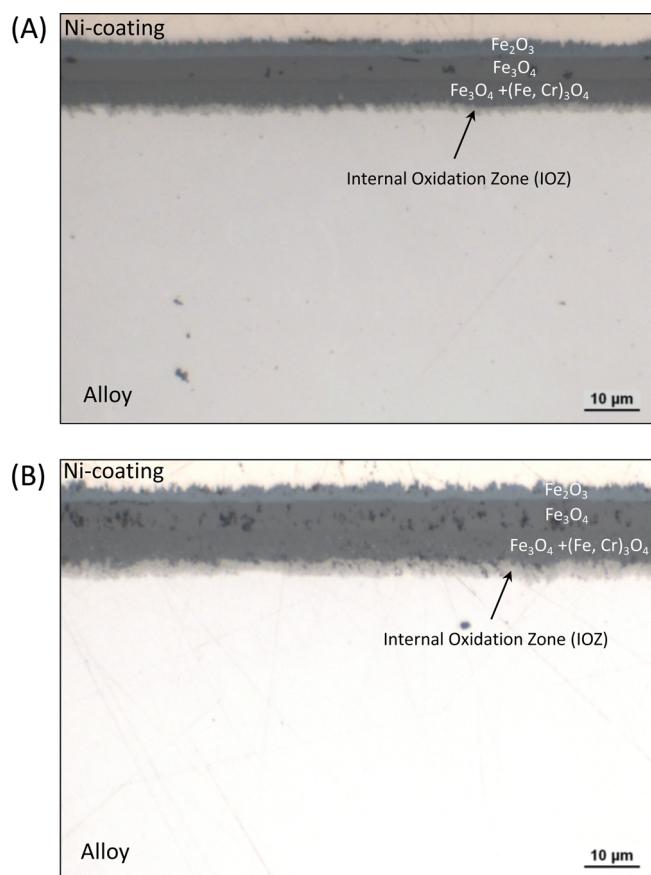 (A)
Ni-coating
Fe₂O₃
Fe₃O₄
Fe₃O₄ +(Fe, Cr)₃O₄
Internal Oxidation Zone (IOZ)
Alloy
10 µm
(B)
Ni-coating
Fe₂O₃
Fe₃O₄
Fe₃O₄ +(Fe, Cr)₃O₄
Internal Oxidation Zone (IOZ)
Alloy
10 µm